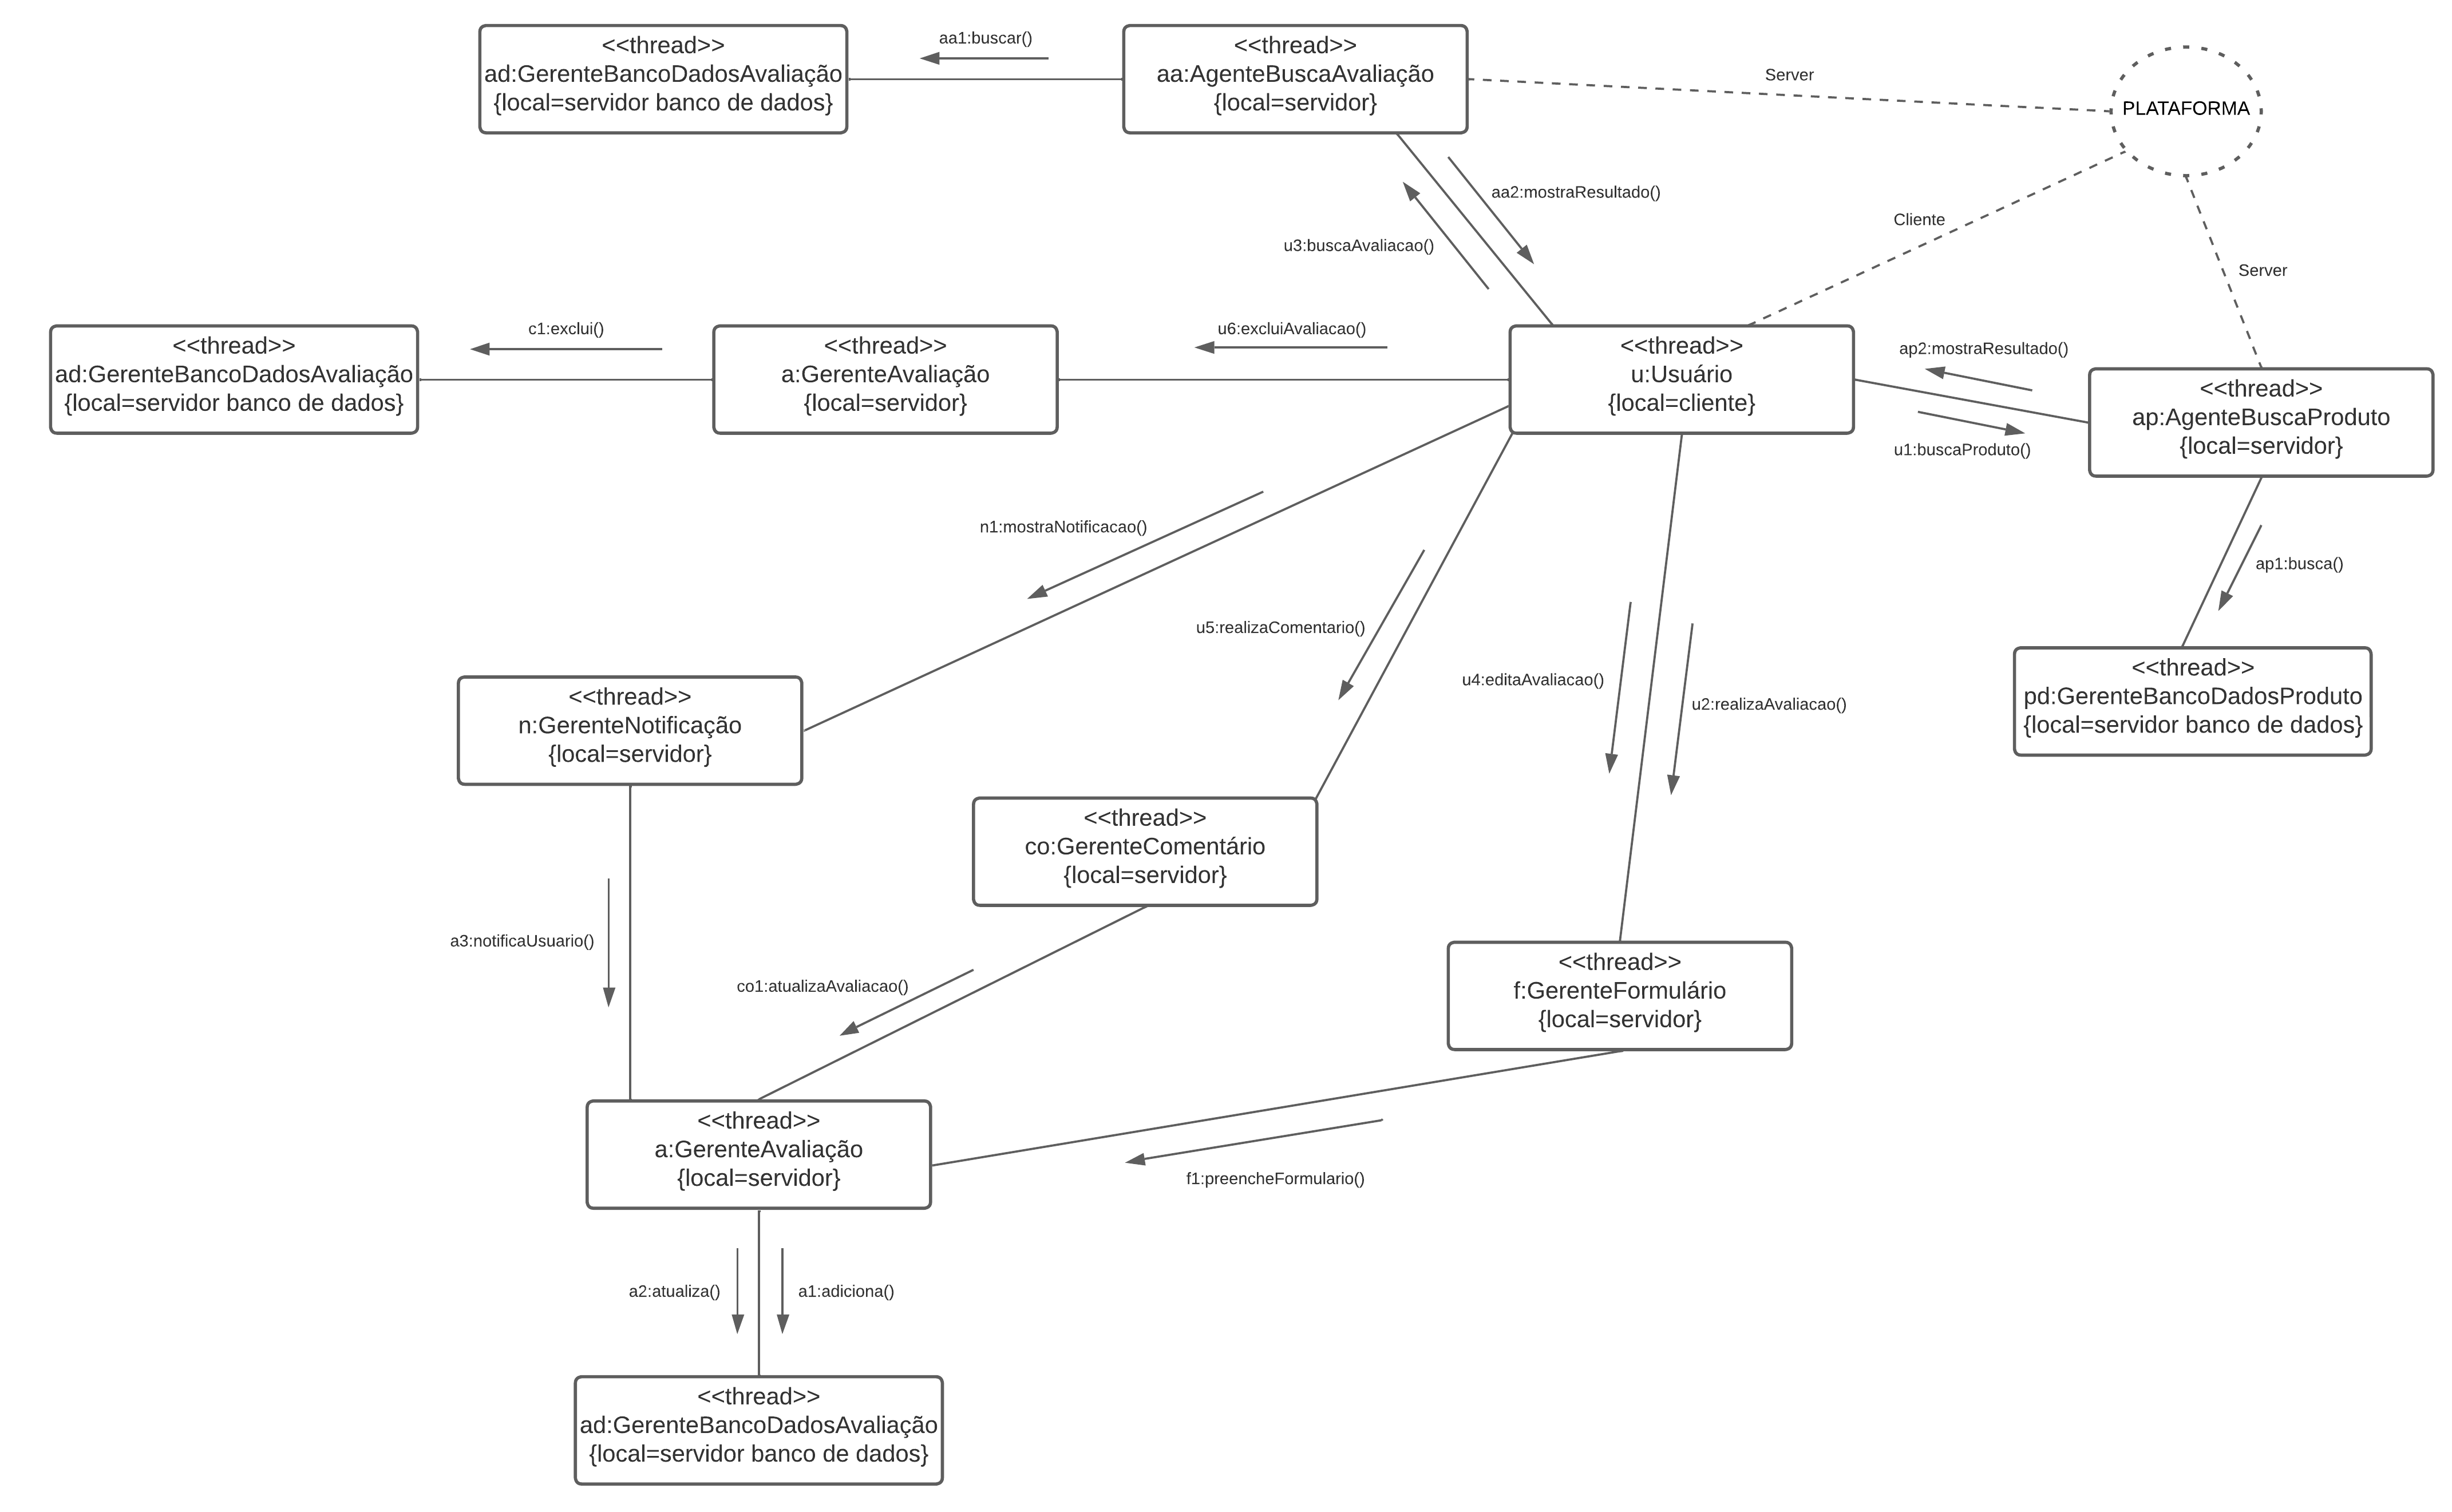 <<thread>>
ad:GerenteBancoDadosAvaliação
{local=servidor banco de dados}
aa1:buscar()
<<thread>>
aa:AgenteBuscaAvaliação
{local=servidor}
Server
PLATAFORMA
aa2:mostraResultado()
u3:buscaAvaliacao()
Cliente
Server
<<thread>>
ad:GerenteBancoDadosAvaliação
{local=servidor banco de dados}
c1:exclui()
<<thread>>
a:GerenteAvaliação
{local=servidor}
u6:excluiAvaliacao()
<<thread>>
u:Usuário
{local=cliente}
ap2:mostraResultado()
u1:buscaProduto()
<<thread>>
ap:AgenteBuscaProduto
{local=servidor}
n1:mostraNotificacao()
ap1:busca()
u5:realizaComentario()
u4:editaAvaliacao()
u2:realizaAvaliacao()
<<thread>>
pd:GerenteBancoDadosProduto
{local=servidor banco de dados}
<<thread>>
n:GerenteNotificação
{local=servidor}
<<thread>>
co:GerenteComentário
{local=servidor}
a3:notificaUsuario()
co1:atualizaAvaliacao()
<<thread>>
f:GerenteFormulário
{local=servidor}
<<thread>>
a:GerenteAvaliação
{local=servidor}
f1:preencheFormulario()
a2:atualiza()
a1:adiciona()
<<thread>>
ad:GerenteBancoDadosAvaliação
{local=servidor banco de dados}